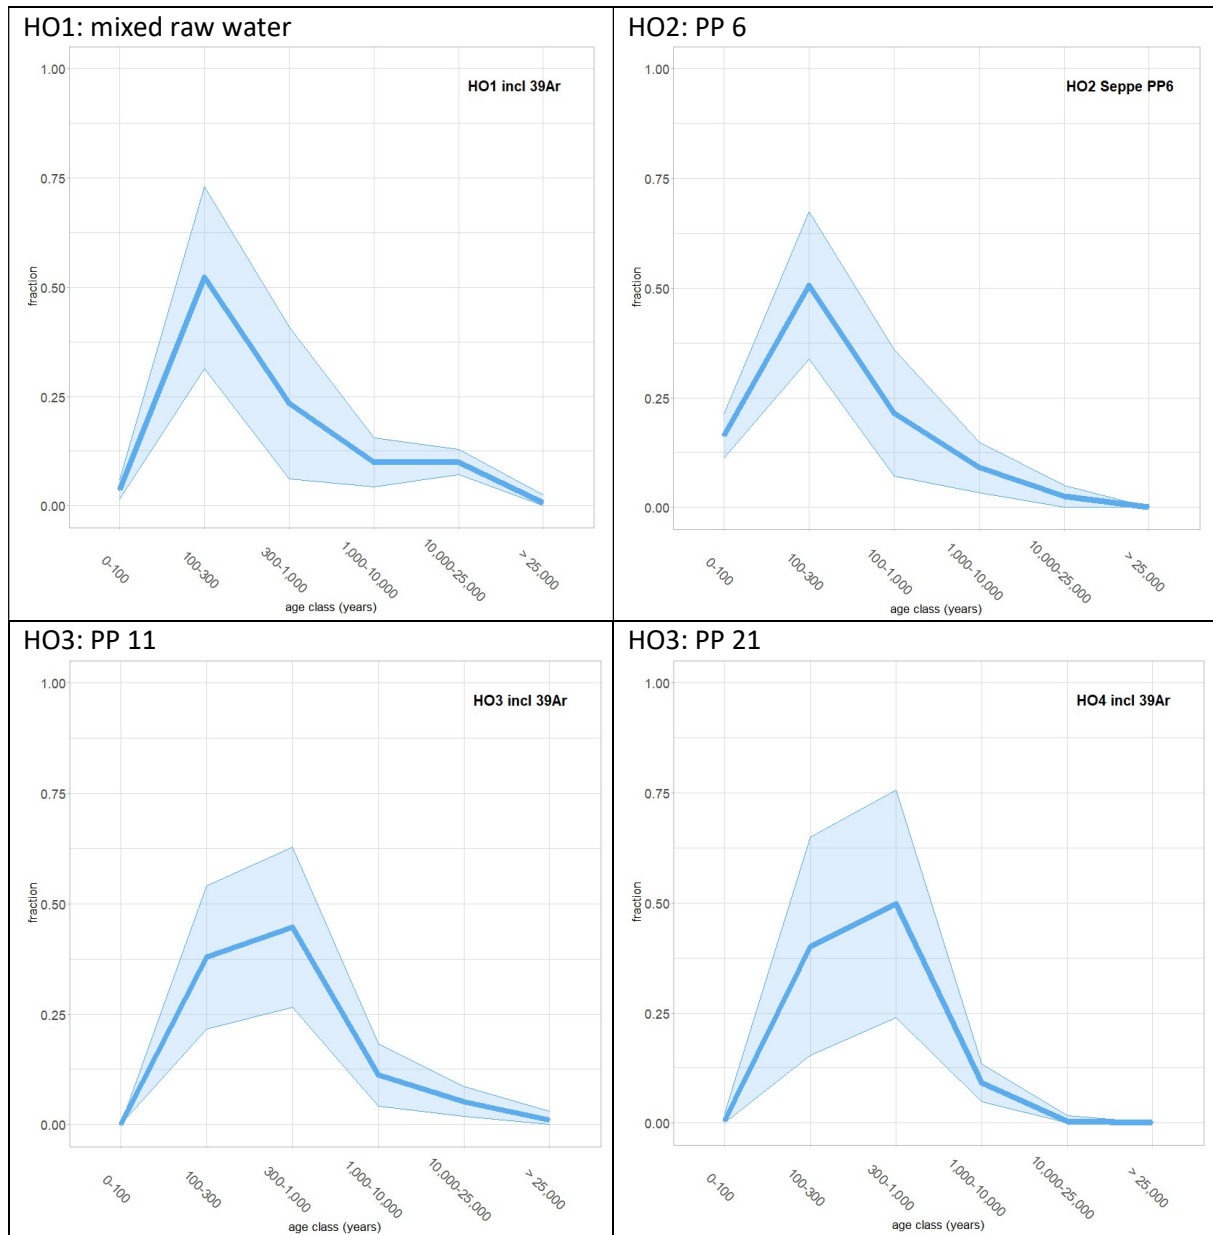 HO1: mixed raw water
HO1 incl 39Ar
1.00
0.75
0.50
0.25
0.00
fraction
0-100
100-300
300-1,000
1,000-10,000
10,000-25,000
> 25,000
age class (years)
HO2: PP 6
HO2 Seppe PP6
1.00
0.75
0.50
0.25
0.00
fraction
0-100
100-300
100-1,000
1,000-10,000
10,000-25,000
> 25,000
age class (years)
HO3: PP 11
HO3 incl 39Ar
1.00
0.75
0.50
0.25
0.00
fraction
0-100
100-300
300-1,000
1,000-10,000
10,000-25,000
> 25,000
age class (years)
HO3: PP 21
HO4 incl 39Ar
1.00
0.75
0.50
0.25
0.00
fraction
0-100
100-300
300-1,000
1,000-10,000
10,000-25,000
> 25,000
age class (years)